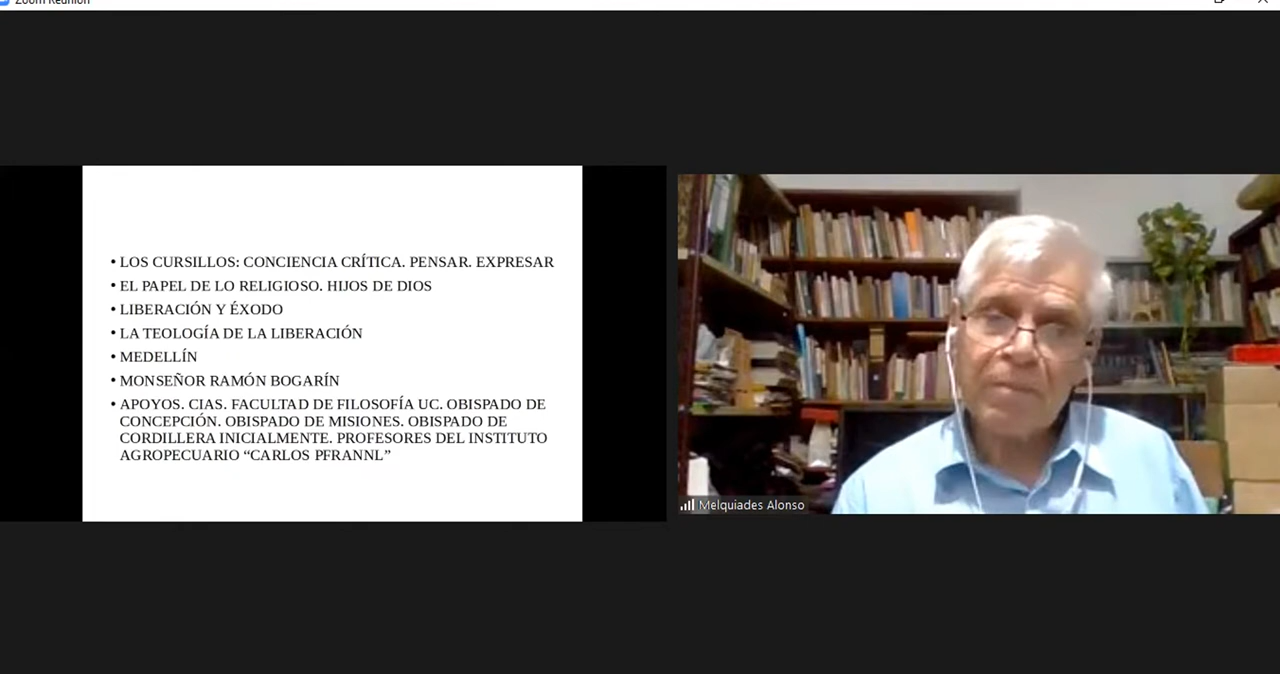 Zoom Reunión
• LOS CURSILLOS: CONCIENCIA CRÍTICA. PENSAR. EXPRESAR
• EL PAPEL DE LO RELIGIOSO. HIJOS DE DIOS
• LIBERACIÓN Y ÉXODO
• LA TEOLOGÍA DE LA LIBERACIÓN
• MEDELLÍN
• MONSEÑOR RAMÓN BOGARÍN
• APOYOS. CIAS. FACULTAD DE FILOSOFÍA UC. OBISPADO DE
CONCEPCIÓN. OBISPADO DE MISIONES. OBISPADO DE
CORDILLERA INICIALMENTE. PROFESORES DEL INSTITUTO
AGROPECUARIO “CARLOS PFRANNL”
Melquiades Alonso